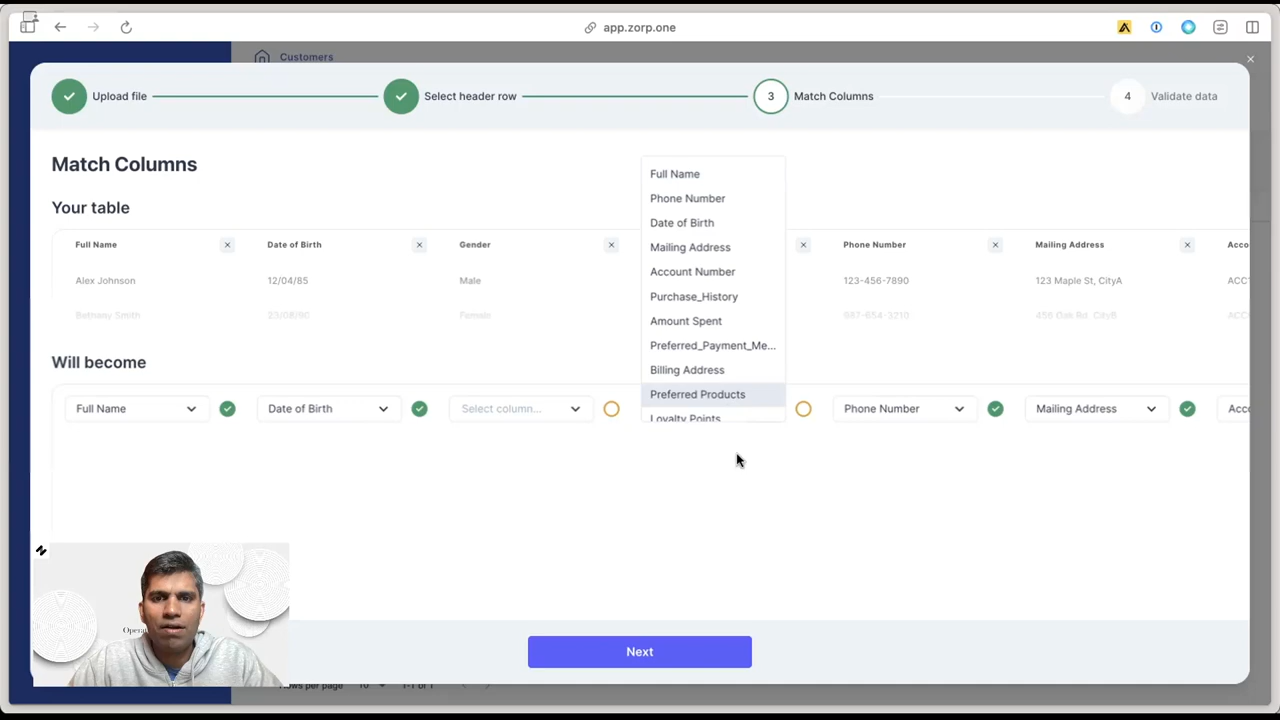 app.zorp.one
Customers
Upload file
Select header row
3 Match Columns
4 Validate data
Match Columns
Your table
Full Name Date of Birth Gender Phone Number Mailing Address Acco
Alex Johnson 12/04/85 Male 123-456-7890 123 Maple St, CityA ACC
Bethany Smith 23/08/90 Female 987-654-3210 456 Oak Rd, CityB ACC
Full Name
Phone Number
Date of Birth
Mailing Address
Account Number
Purchase_History
Amount Spent
Preferred_Payment_Me...
Billing Address
Preferred Products
Loyalty Points
Will become
Full Name Date of Birth Select column... Phone Number Mailing Address Acco
Opera
Next
Rows per page 10 1-1 of 1